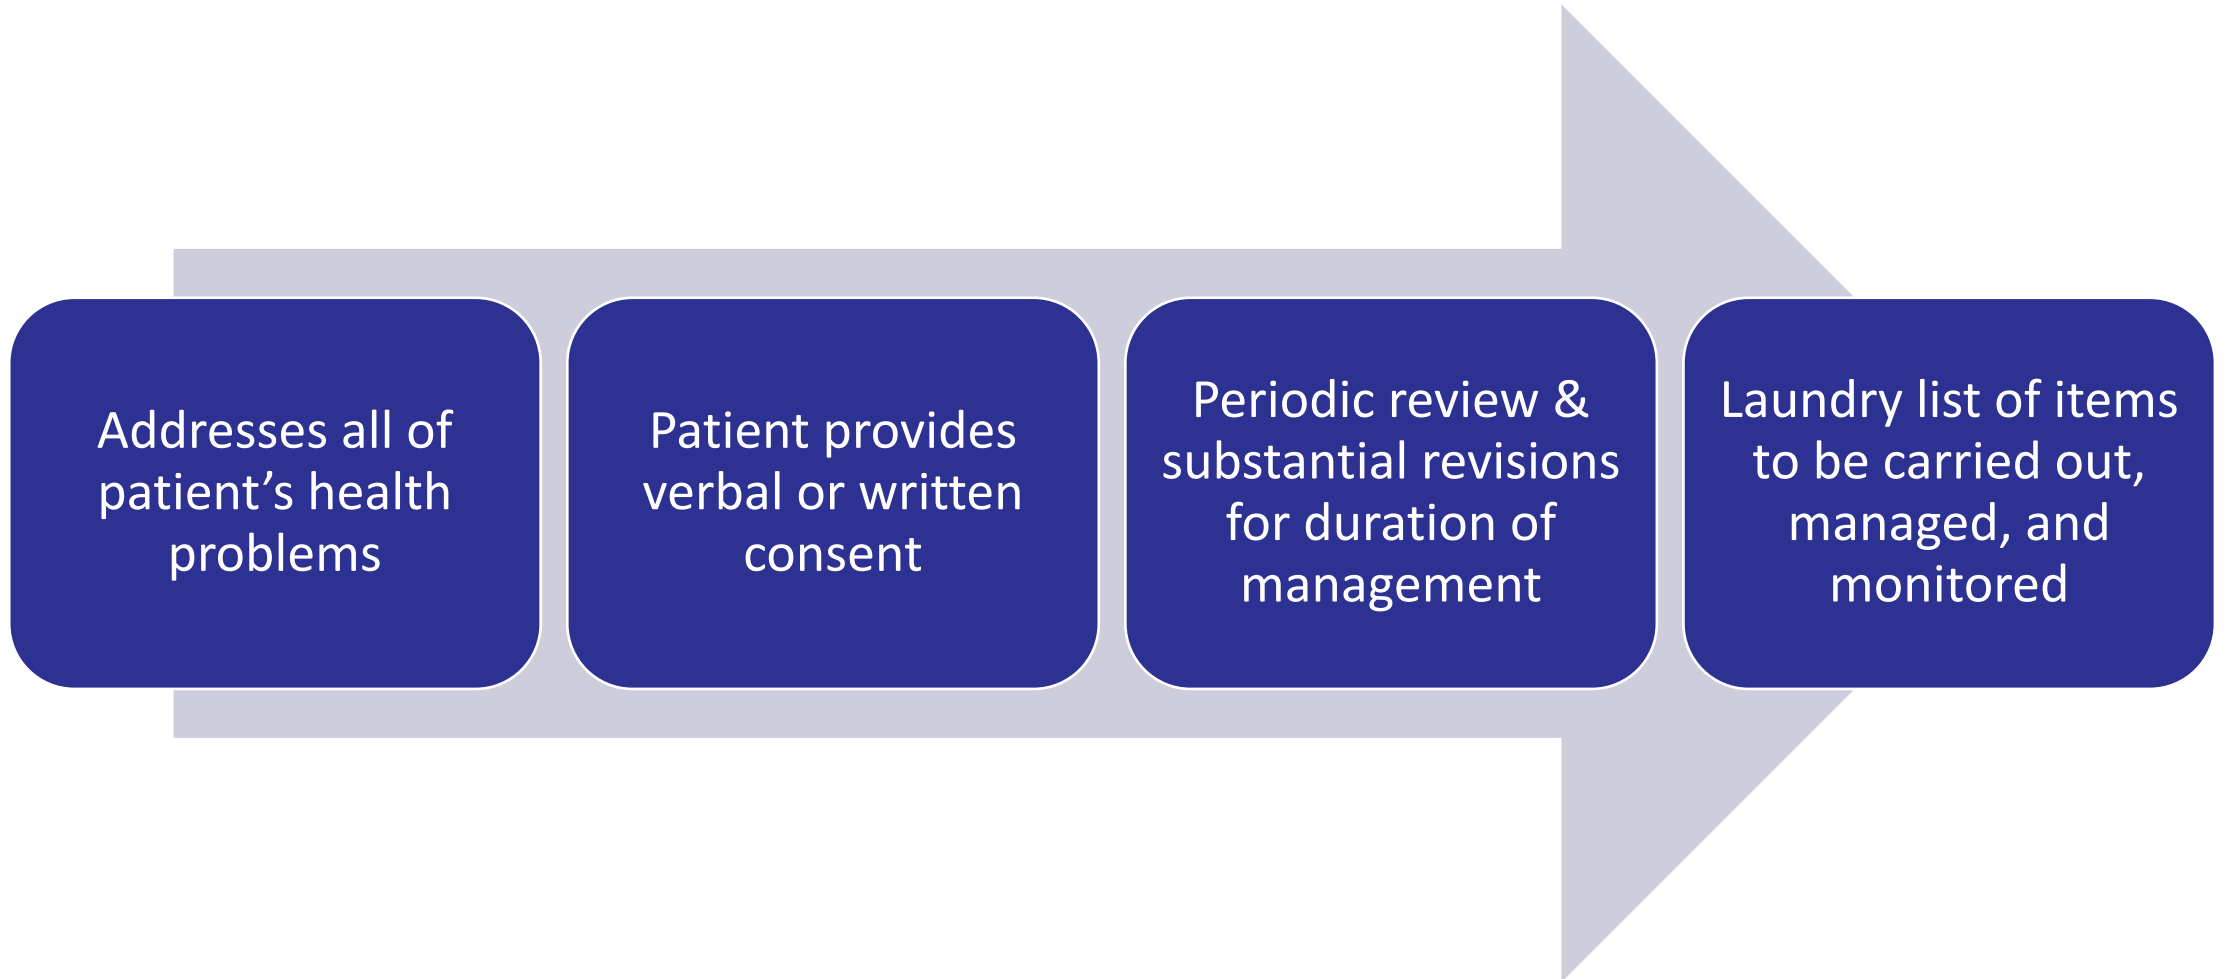 Addresses all of
patient’s health
problems
Patient provides
verbal or written
consent
Periodic review &
substantial revisions
for duration of
management
Laundry list of items
to be carried out,
managed, and
monitored